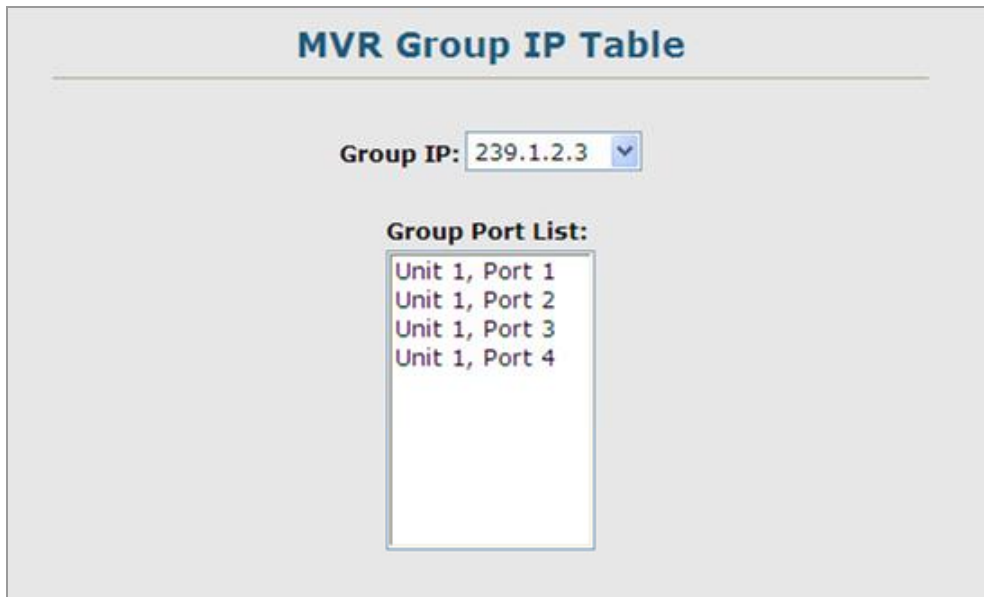 MVR Group IP Table
Group IP: 239.1.2.3
Group Port List:
Unit 1, Port 1
Unit 1, Port 2
Unit 1, Port 3
Unit 1, Port 4